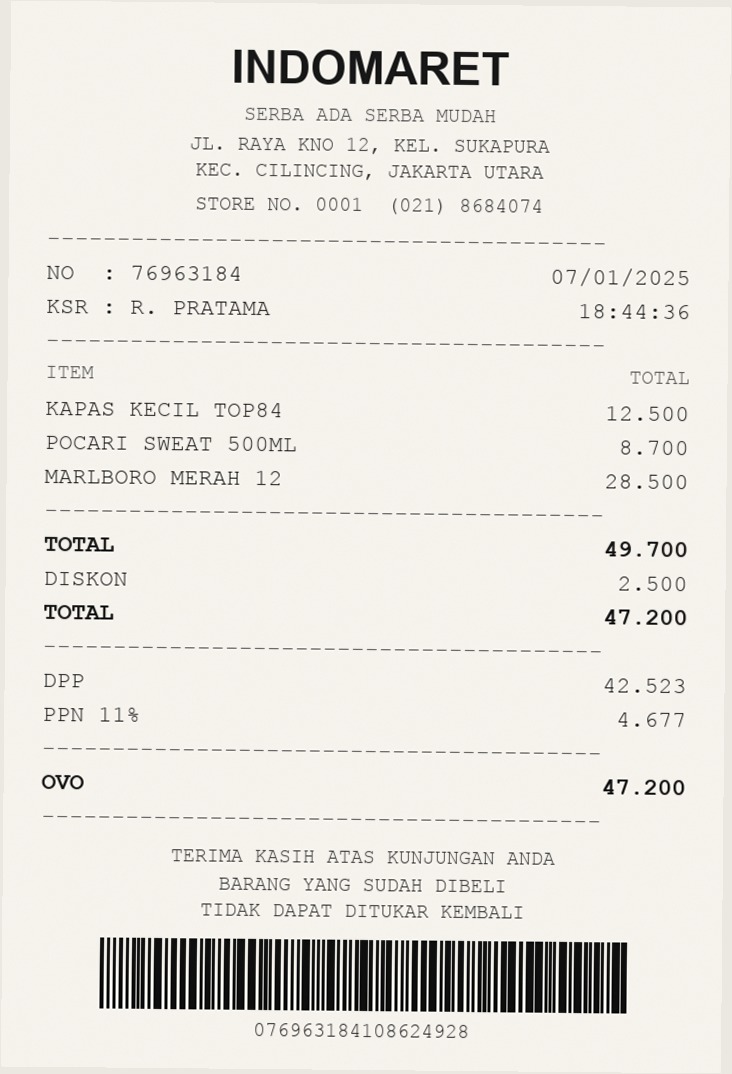 INDOMARET
SERBA ADA SERBA MUDAH
JL. RAYA KNO 12, KEL. SUKAPURA
KEC. CILINCING, JAKARTA UTARA
STORE NO. 0001 (021) 8684074
----------------------------------------
NO : 76963184 07/01/2025
KSR : R. PRATAMA 18:44:36
----------------------------------------
ITEM TOTAL
KAPAS KECIL TOP84 12.500
POCARI SWEAT 500ML 8.700
MARLBORO MERAH 12 28.500
----------------------------------------
TOTAL 49.700
DISKON 2.500
TOTAL 47.200
----------------------------------------
DPP 42.523
PPN 11% 4.677
----------------------------------------
OVO 47.200
----------------------------------------
TERIMA KASIH ATAS KUNJUNGAN ANDA
BARANG YANG SUDAH DIBELI
TIDAK DAPAT DITUKAR KEMBALI
076963184108624928